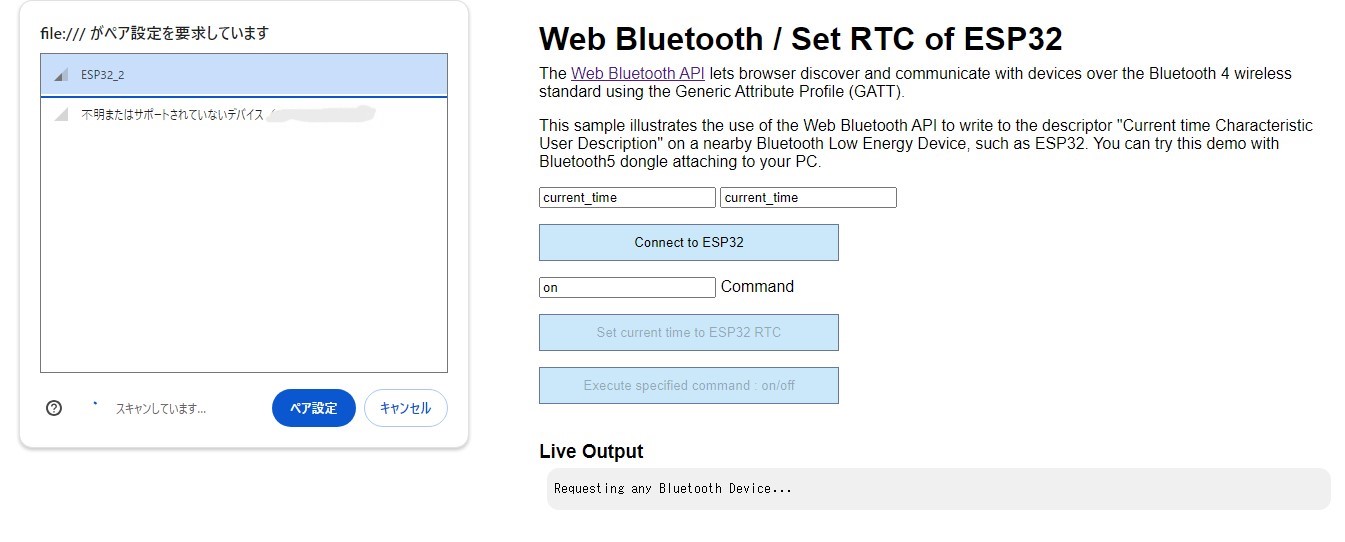 file:/// がペア設定を要求しています
ESP32_2
不明またはサポートされていないデバイス
スキャンしています...
ペア設定
キャンセル
Web Bluetooth / Set RTC of ESP32
The Web Bluetooth API lets browser discover and communicate with devices over the Bluetooth 4 wireless
standard using the Generic Attribute Profile (GATT).
This sample illustrates the use of the Web Bluetooth API to write to the descriptor "Current time Characteristic
User Description" on a nearby Bluetooth Low Energy Device, such as ESP32. You can try this demo with
Bluetooth5 dongle attaching to your PC.
current_time current_time
Connect to ESP32
on Command
Set current time to ESP32 RTC
Execute specified command : on/off
Live Output
Requesting any Bluetooth Device...